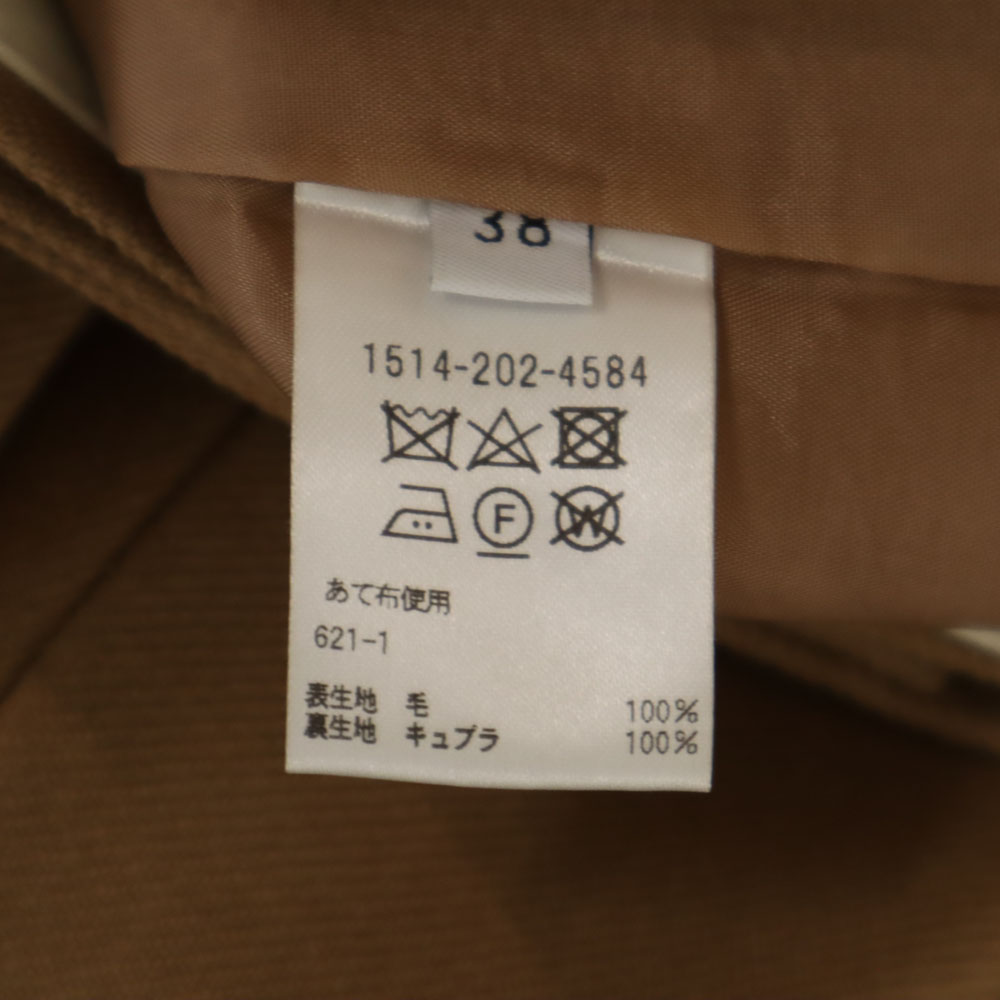 38
1514-202-4584
F
W
あて布使用
621-1
表生地 毛 100%
裏生地 キュプラ 100%